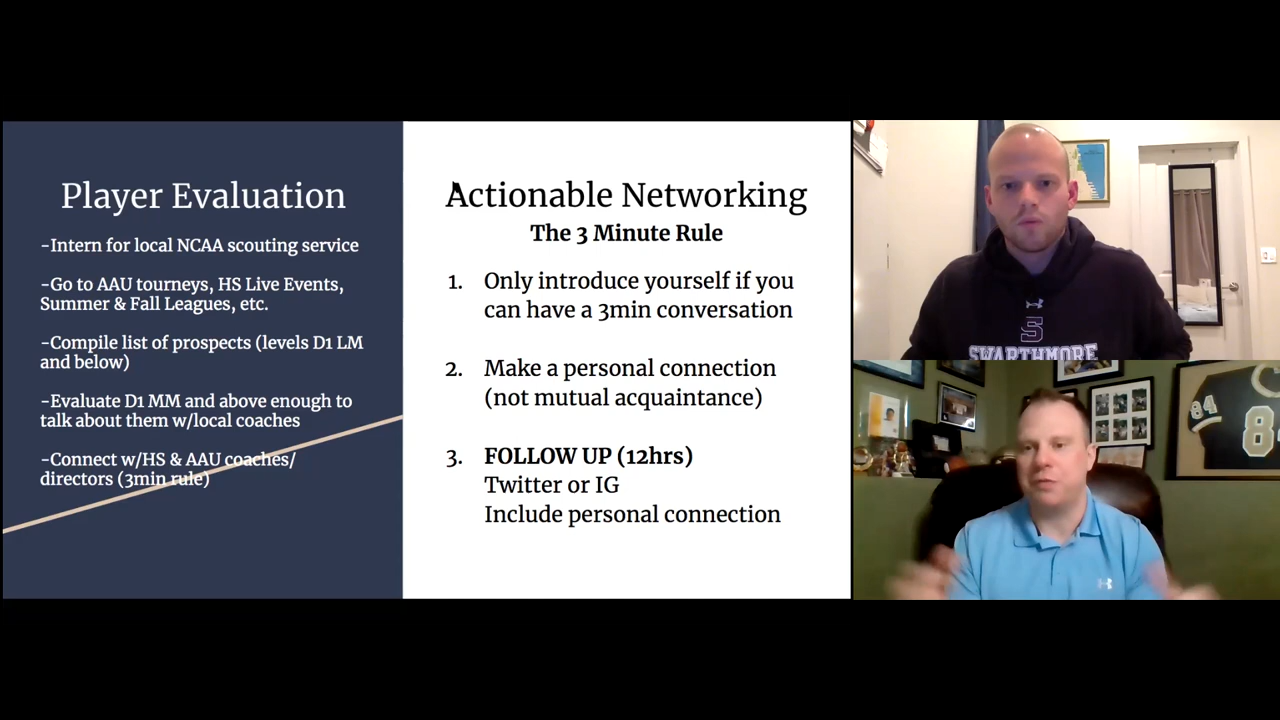 Player Evaluation
-Intern for local NCAA scouting service
-Go to AAU tourneys, HS Live Events,
Summer & Fall Leagues, etc.
-Compile list of prospects (levels D1 LM
and below)
-Evaluate D1 MM and above enough to
talk about them w/local coaches
-Connect w/HS & AAU coaches/
directors (3min rule)
Actionable Networking
The 3 Minute Rule
1. Only introduce yourself if you
can have a 3min conversation
2. Make a personal connection
(not mutual acquaintance)
3. FOLLOW UP (12hrs)
Twitter or IG
Include personal connection
S
SWARTHMORE
84
8